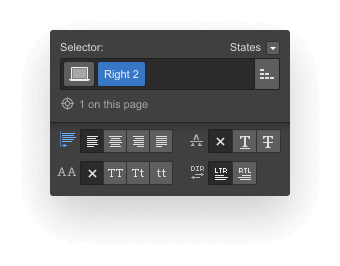 Selector: States
Right 2
1 on this page
T T
AA TT Tt tt DIR LTR RTL